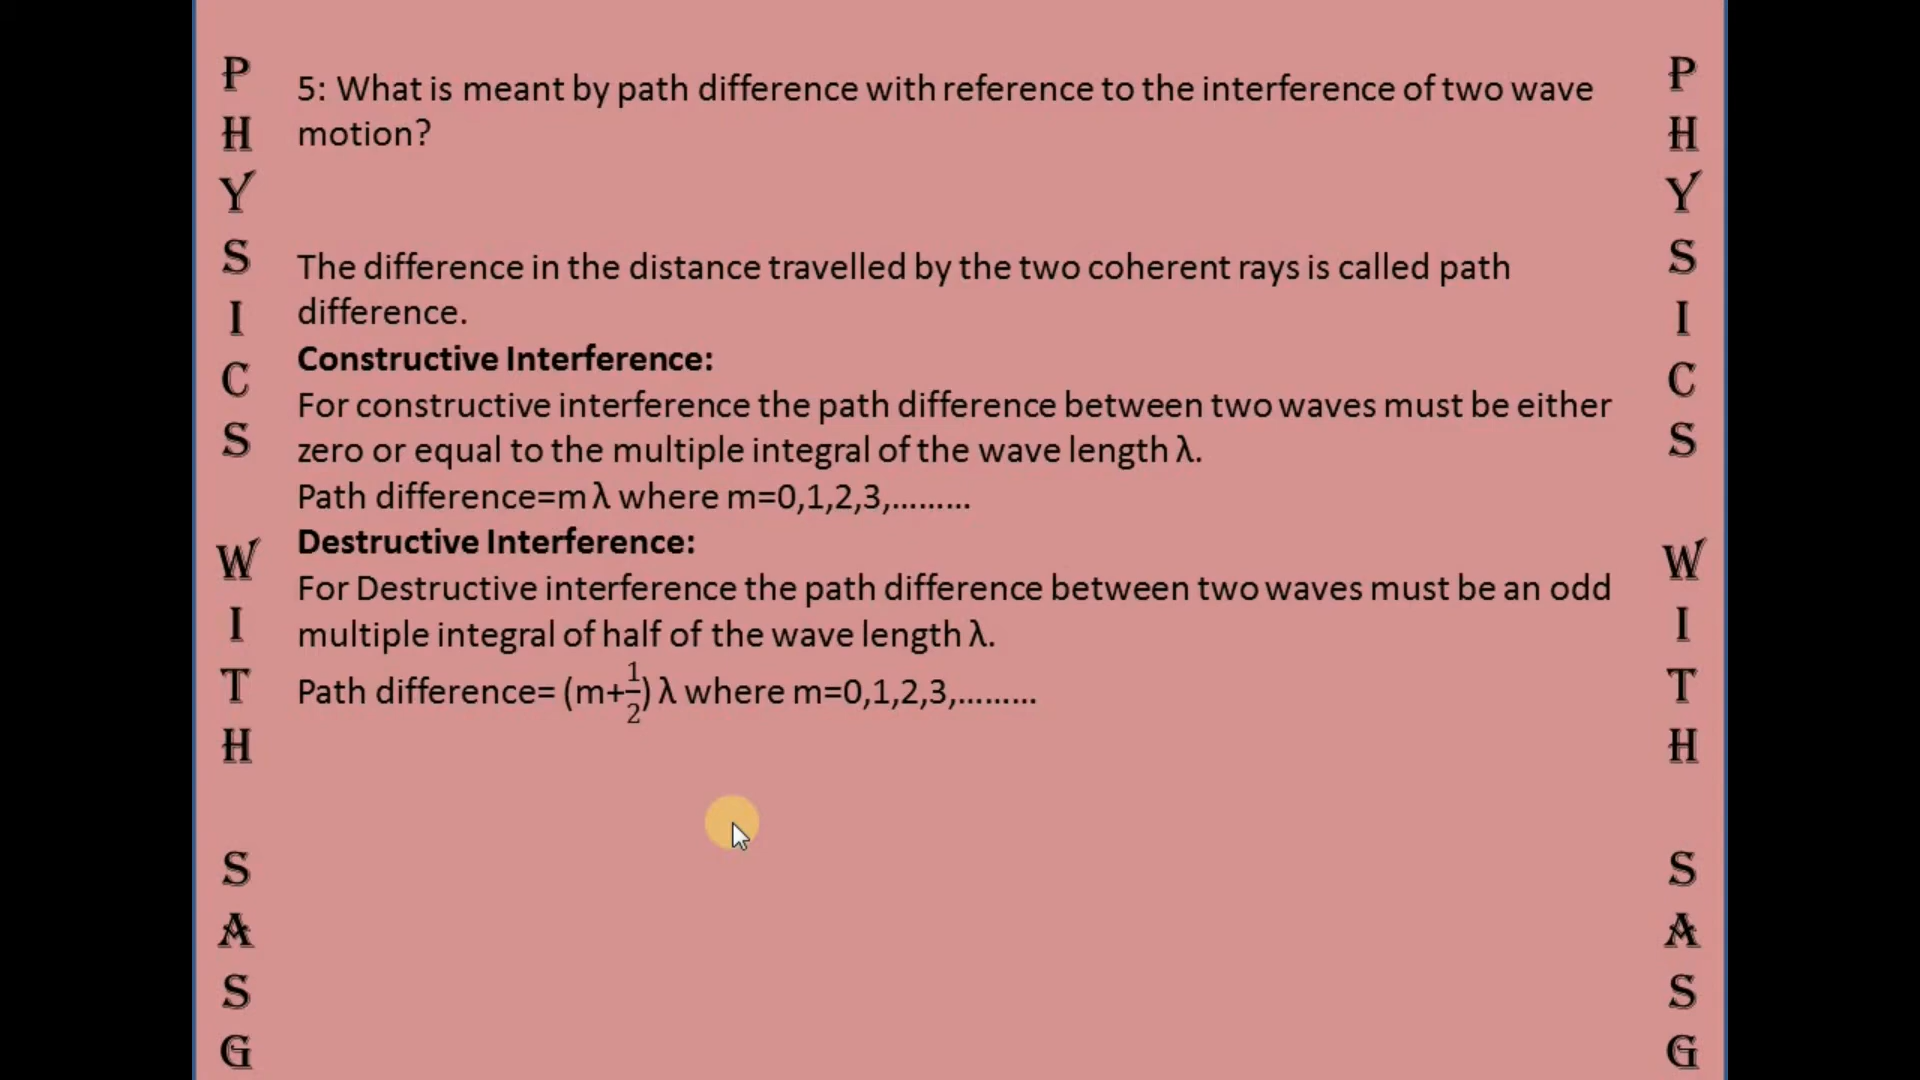 5: What is meant by path difference with reference to the interference of two wave
motion?
The difference in the distance travelled by the two coherent rays is called path
difference.
Constructive Interference:
For constructive interference the path difference between two waves must be either
zero or equal to the multiple integral of the wave length λ.
Path difference=m λ where m=0,1,2,3,.........
Destructive Interference:
For Destructive interference the path difference between two waves must be an odd
multiple integral of half of the wave length λ.
Path difference= (m+1/2) λ where m=0,1,2,3,.........
P
H
Y
S
I
C
S
W
I
T
H
S
A
S
G
P
H
Y
S
I
C
S
W
I
T
H
S
A
S
G